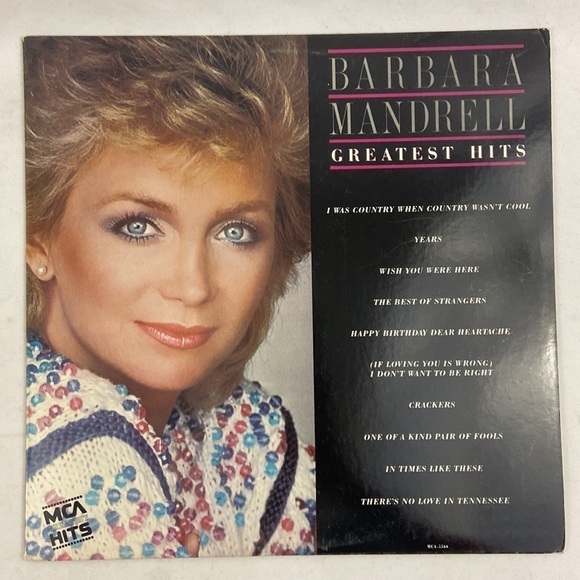 BARBARA
MANDRELL
GREATEST HITS
I WAS COUNTRY WHEN COUNTRY WASN'T COOL
YEARS
WISH YOU WERE HERE
THE BEST OF STRANGERS
HAPPY BIRTHDAY DEAR HEARTACHE
(IF LOVING YOU IS WRONG)
I DON'T WANT TO BE RIGHT
CRACKERS
ONE OF A KIND PAIR OF FOOLS
IN TIMES LIKE THESE
THERE'S NO LOVE IN TENNESSEE
MCA
HITS
MCA-5566